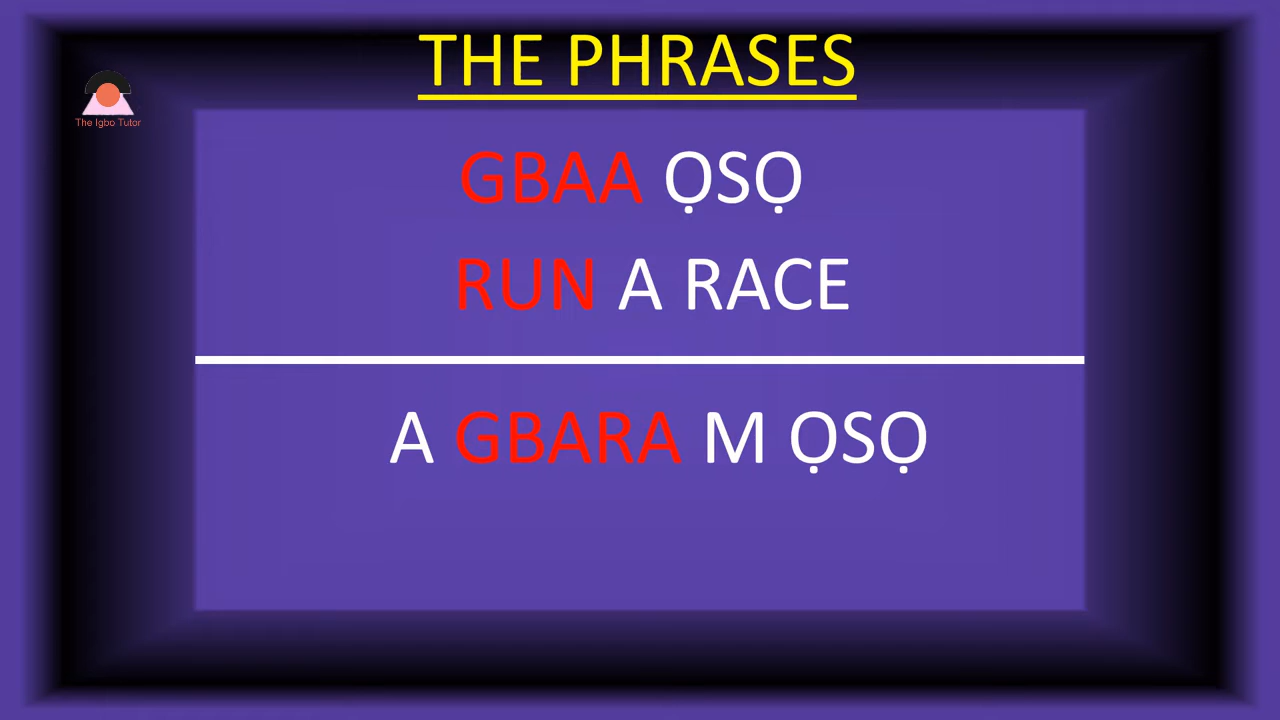 THE PHRASES
The Igbo Tutor
GBAA ỌSỌ
RUN A RACE
A GBARA M ỌSỌ